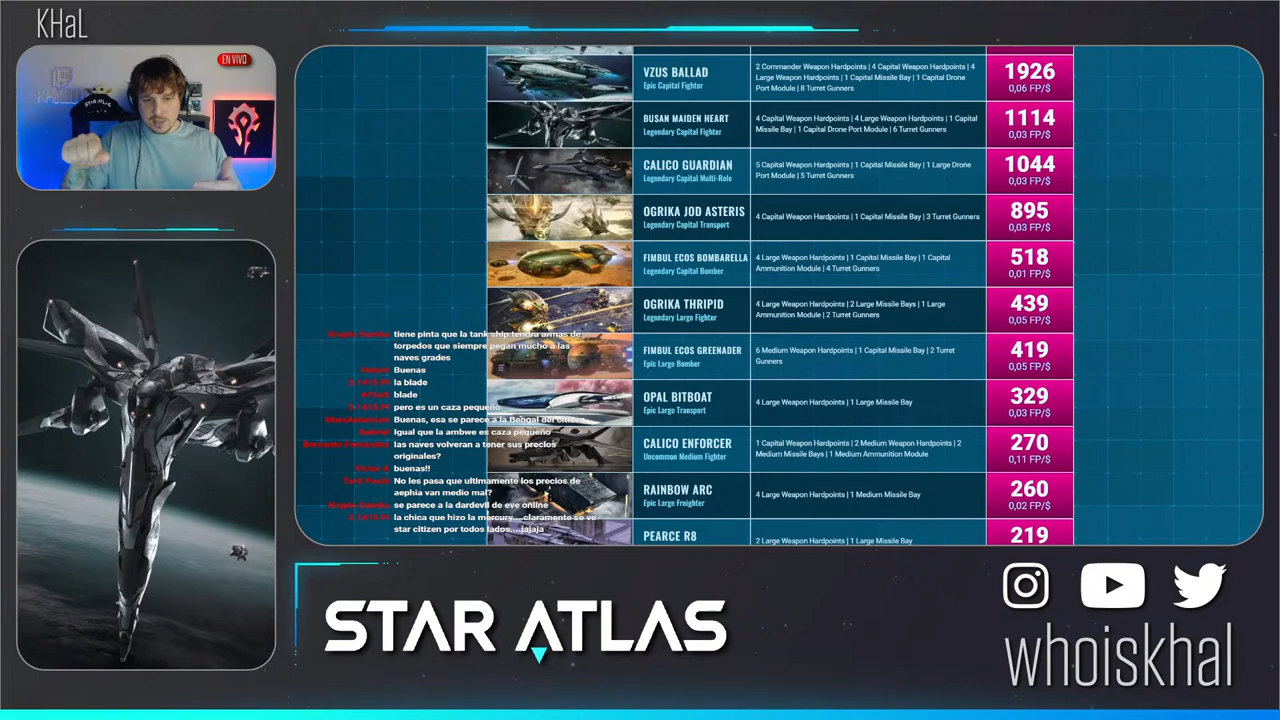 KHaL
EN VIVO
STAR ATLAS
VZUS BALLAD
Epic Capital Fighter
2 Commander Weapon Hardpoints | 4 Capital Weapon Hardpoints | 4
Large Weapon Hardpoints | 1 Capital Missile Bay | 1 Capital Drone
Port Module | 8 Turret Gunners
1926
0,06 FP/$
BUSAN MAIDEN HEART
Legendary Capital Fighter
4 Capital Weapon Hardpoints | 4 Large Weapon Hardpoints | 1 Capital
Missile Bay | 1 Capital Drone Port Module | 6 Turret Gunners
1114
0,03 FP/$
CALICO GUARDIAN
Legendary Capital Multi-Role
5 Capital Weapon Hardpoints | 1 Capital Missile Bay | 1 Large Drone
Port Module | 5 Turret Gunners
1044
0,03 FP/$
OGRIKA JOD ASTERIS
Legendary Capital Transport
4 Capital Weapon Hardpoints | 1 Capital Missile Bay | 3 Turret Gunners
895
0,03 FP/$
FIMBUL ECOS BOMBARELLA
Legendary Capital Bomber
4 Large Weapon Hardpoints | 1 Capital Missile Bay | 1 Capital
Ammunition Module | 4 Turret Gunners
518
0,01 FP/$
OGRIKA THRIPID
Legendary Large Fighter
4 Large Weapon Hardpoints | 2 Large Missile Bays | 1 Large
Ammunition Module | 2 Turret Gunners
439
0,05 FP/$
FIMBUL ECOS GREENADER
Epic Large Bomber
6 Medium Weapon Hardpoints | 1 Capital Missile Bay | 2 Turret
Gunners
419
0,05 FP/$
OPAL BITBOAT
Epic Large Transport
4 Large Weapon Hardpoints | 1 Large Missile Bay
329
0,03 FP/$
CALICO ENFORCER
Uncommon Medium Fighter
1 Capital Weapon Hardpoints | 2 Medium Weapon Hardpoints | 2
Medium Missile Bays | 1 Medium Ammunition Module
270
0,11 FP/$
RAINBOW ARC
Epic Large Freighter
4 Large Weapon Hardpoints | 1 Medium Missile Bay
260
0,02 FP/$
PEARCE R8
2 Large Weapon Hardpoints | 1 Large Missile Bay
219
tiene pinta que la tank ship tendra armas de
torpedos que siempre pegan mucho a las
naves grades
Buenas
la blade
blade
pero es un caza pequeño
Buenas, esa se parece a la Bengal del citizen
Igual que la ambwe es caza pequeño
las naves volveran a tener sus precios
originales?
buenas!!
No les pasa que ultimamente los precios de
aephia van medio mal?
se parece a la dardevil de eve online
la chica que hizo la mercury....claramente se ve
star citizen por todos lados....jajaja
STAR ATLAS
whoiskhal